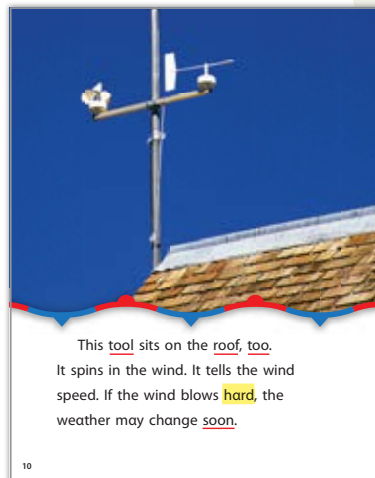 This tool sits on the roof, too.
It spins in the wind. It tells the wind
speed. If the wind blows hard, the
weather may change soon.
10